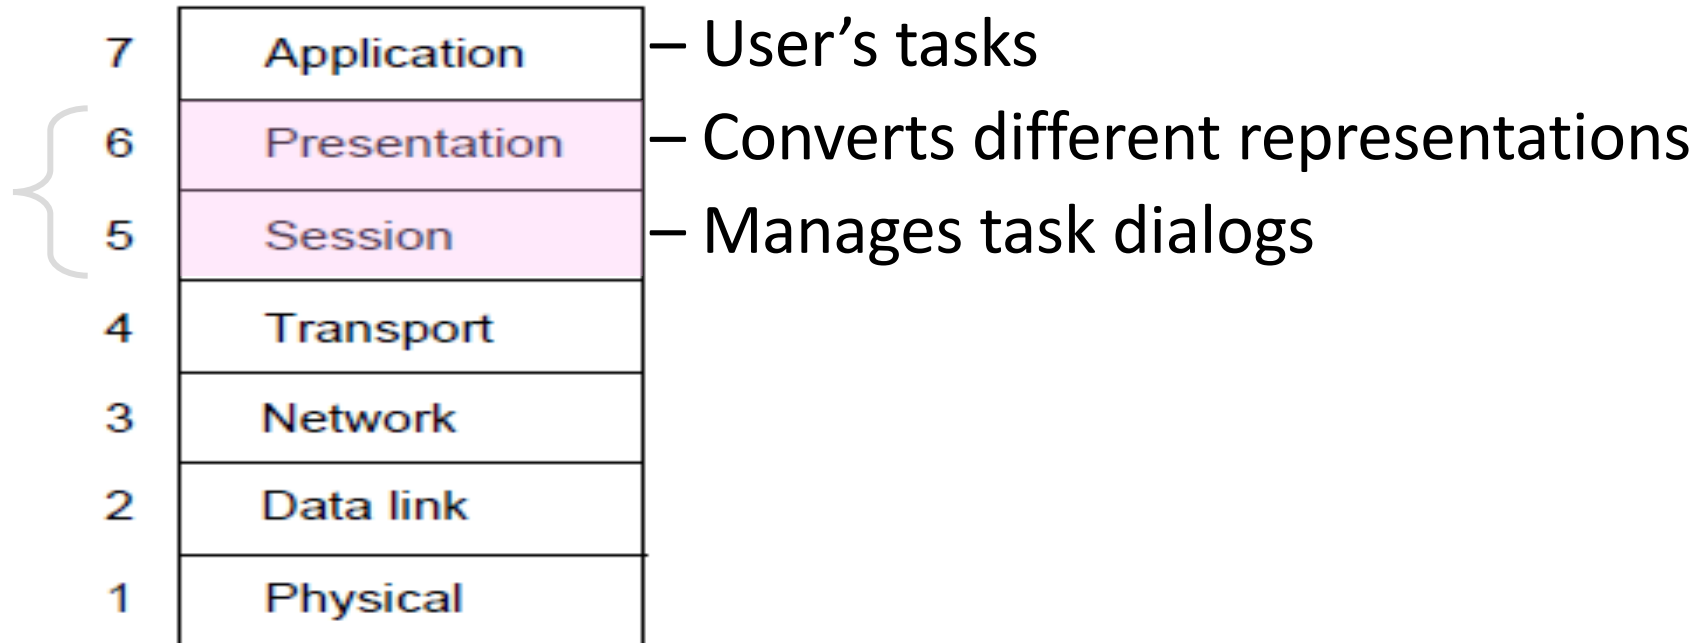 7 Application – User’s tasks
6 Presentation – Converts different representations
5 Session – Manages task dialogs
4 Transport
3 Network
2 Data link
1 Physical